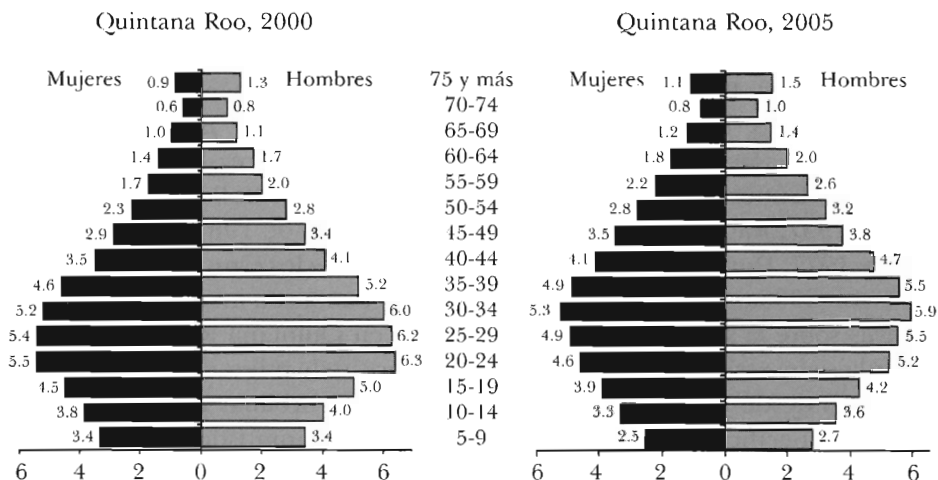 Quintana Roo, 2000 Quintana Roo, 2005
Mujeres 0.9 1.3 Hombres 75 y más Mujeres 1.1 1.5 Hombres
0.6 0.8 70-74 0.8 1.0
1.0 1.1 65-69 1.2 1.4
1.4 1.7 60-64 1.8 2.0
1.7 2.0 55-59 2.2 2.6
2.3 2.8 50-54 2.8 3.2
2.9 3.4 45-49 3.5 3.8
3.5 4.1 40-44 4.1 4.7
4.6 5.2 35-39 4.9 5.5
5.2 6.0 30-34 5.3 5.9
5.4 6.2 25-29 4.9 5.5
5.5 6.3 20-24 4.6 5.2
4.5 5.0 15-19 3.9 4.2
3.8 4.0 10-14 3.3 3.6
3.4 3.4 5-9 2.5 2.7
6 4 2 0 2 4 6 6 4 2 0 2 4 6